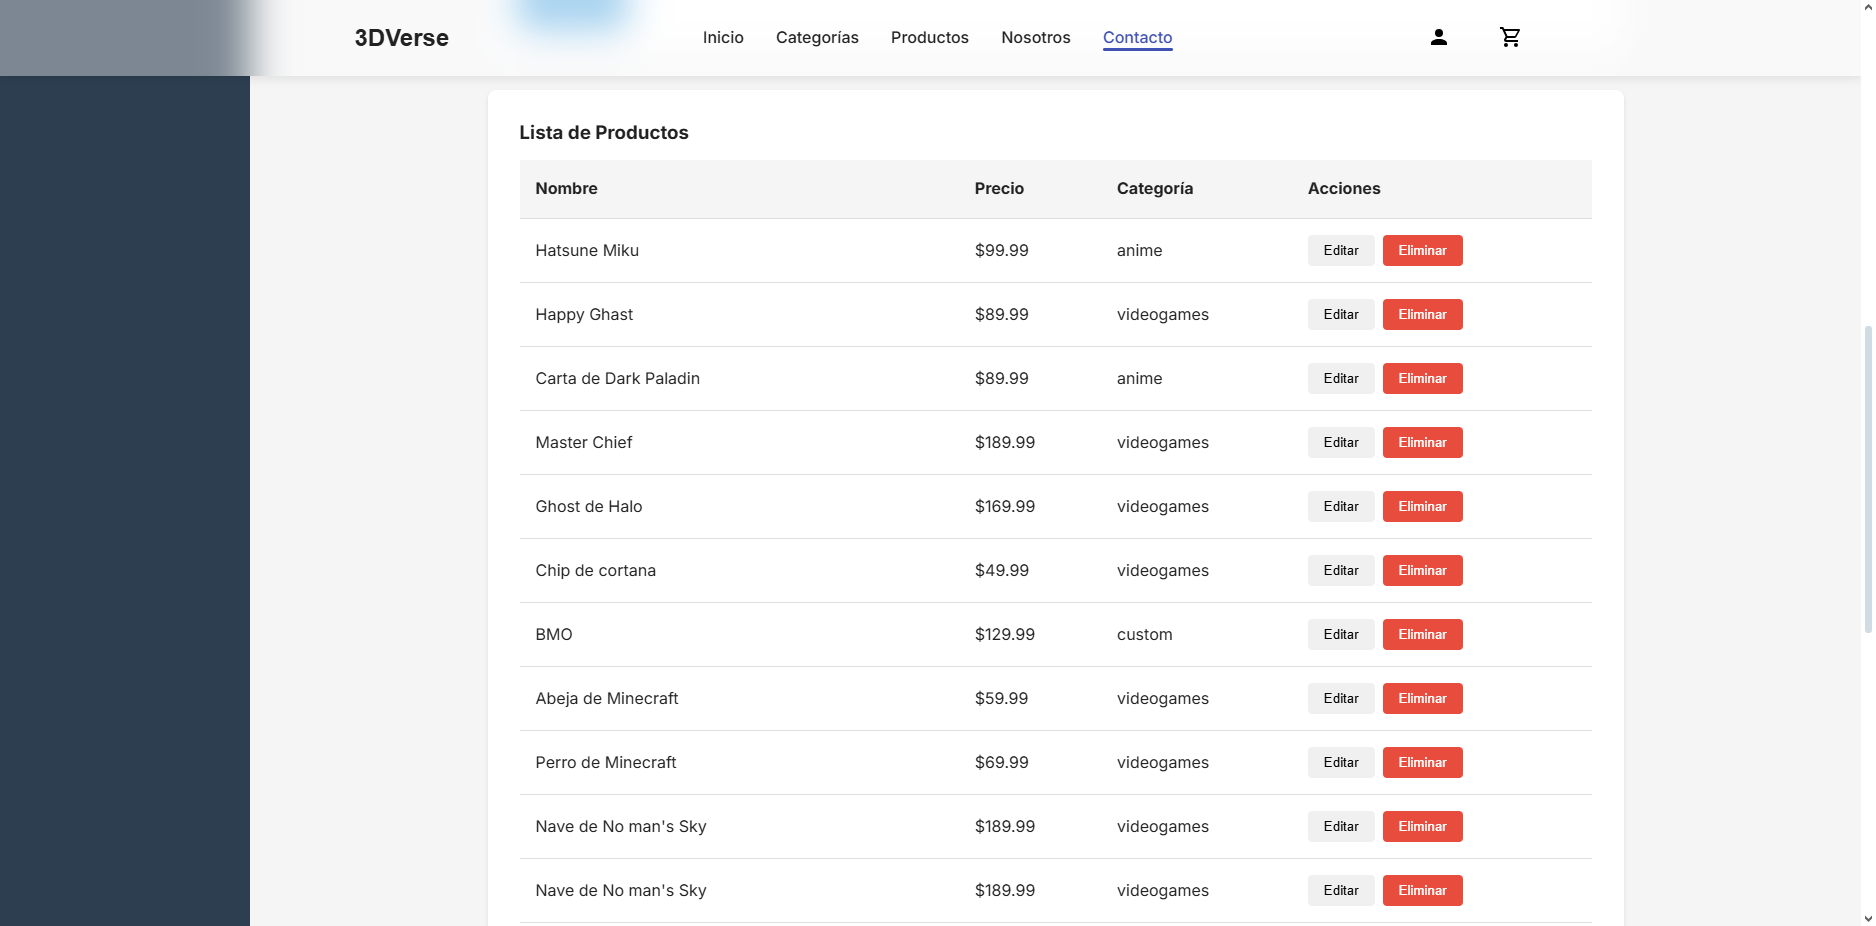 3DVerse Inicio Categorías Productos Nosotros Contacto
Lista de Productos
Nombre Precio Categoría Acciones
Hatsune Miku $99.99 anime Editar Eliminar
Happy Ghast $89.99 videogames Editar Eliminar
Carta de Dark Paladin $89.99 anime Editar Eliminar
Master Chief $189.99 videogames Editar Eliminar
Ghost de Halo $169.99 videogames Editar Eliminar
Chip de cortana $49.99 videogames Editar Eliminar
BMO $129.99 custom Editar Eliminar
Abeja de Minecraft $59.99 videogames Editar Eliminar
Perro de Minecraft $69.99 videogames Editar Eliminar
Nave de No man's Sky $189.99 videogames Editar Eliminar
Nave de No man's Sky $189.99 videogames Editar Eliminar